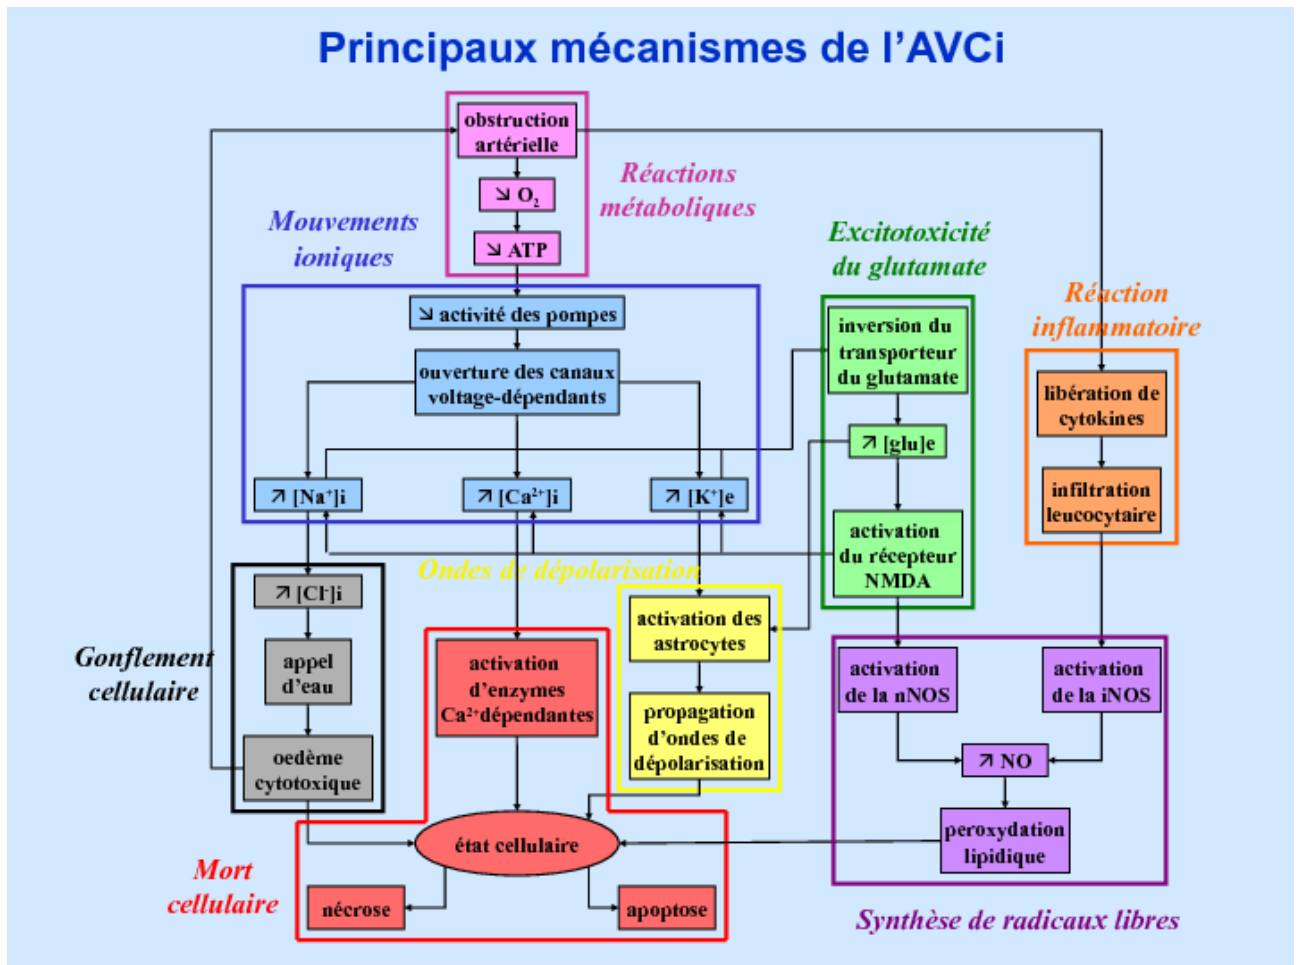 Principaux mécanismes de l'AVCi
obstruction
artérielle
↘ O₂
↘ ATP
Réactions
métaboliques
Mouvements
ioniques
↘ activité des pompes
ouverture des canaux
voltage-dépendants
↗ [Na⁺]i
↗ [Ca²⁺]i
↗ [K⁺]e
Excitotoxicité
du glutamate
inversion du
transporteur
du glutamate
↗ [glu]e
activation
du récepteur
NMDA
Réaction
inflammatoire
libération de
cytokines
infiltration
leucocytaire
Ondes de dépolarisation
activation des
astrocytes
propagation
d'ondes de
dépolarisation
Gonflement
cellulaire
↗ [Cl⁻]i
appel
d'eau
oedème
cytotoxique
activation
d'enzymes
Ca²⁺dépendantes
état cellulaire
nécrose
apoptose
Mort
cellulaire
activation
de la nNOS
activation
de la iNOS
↗ NO
peroxydation
lipidique
Synthèse de radicaux libres